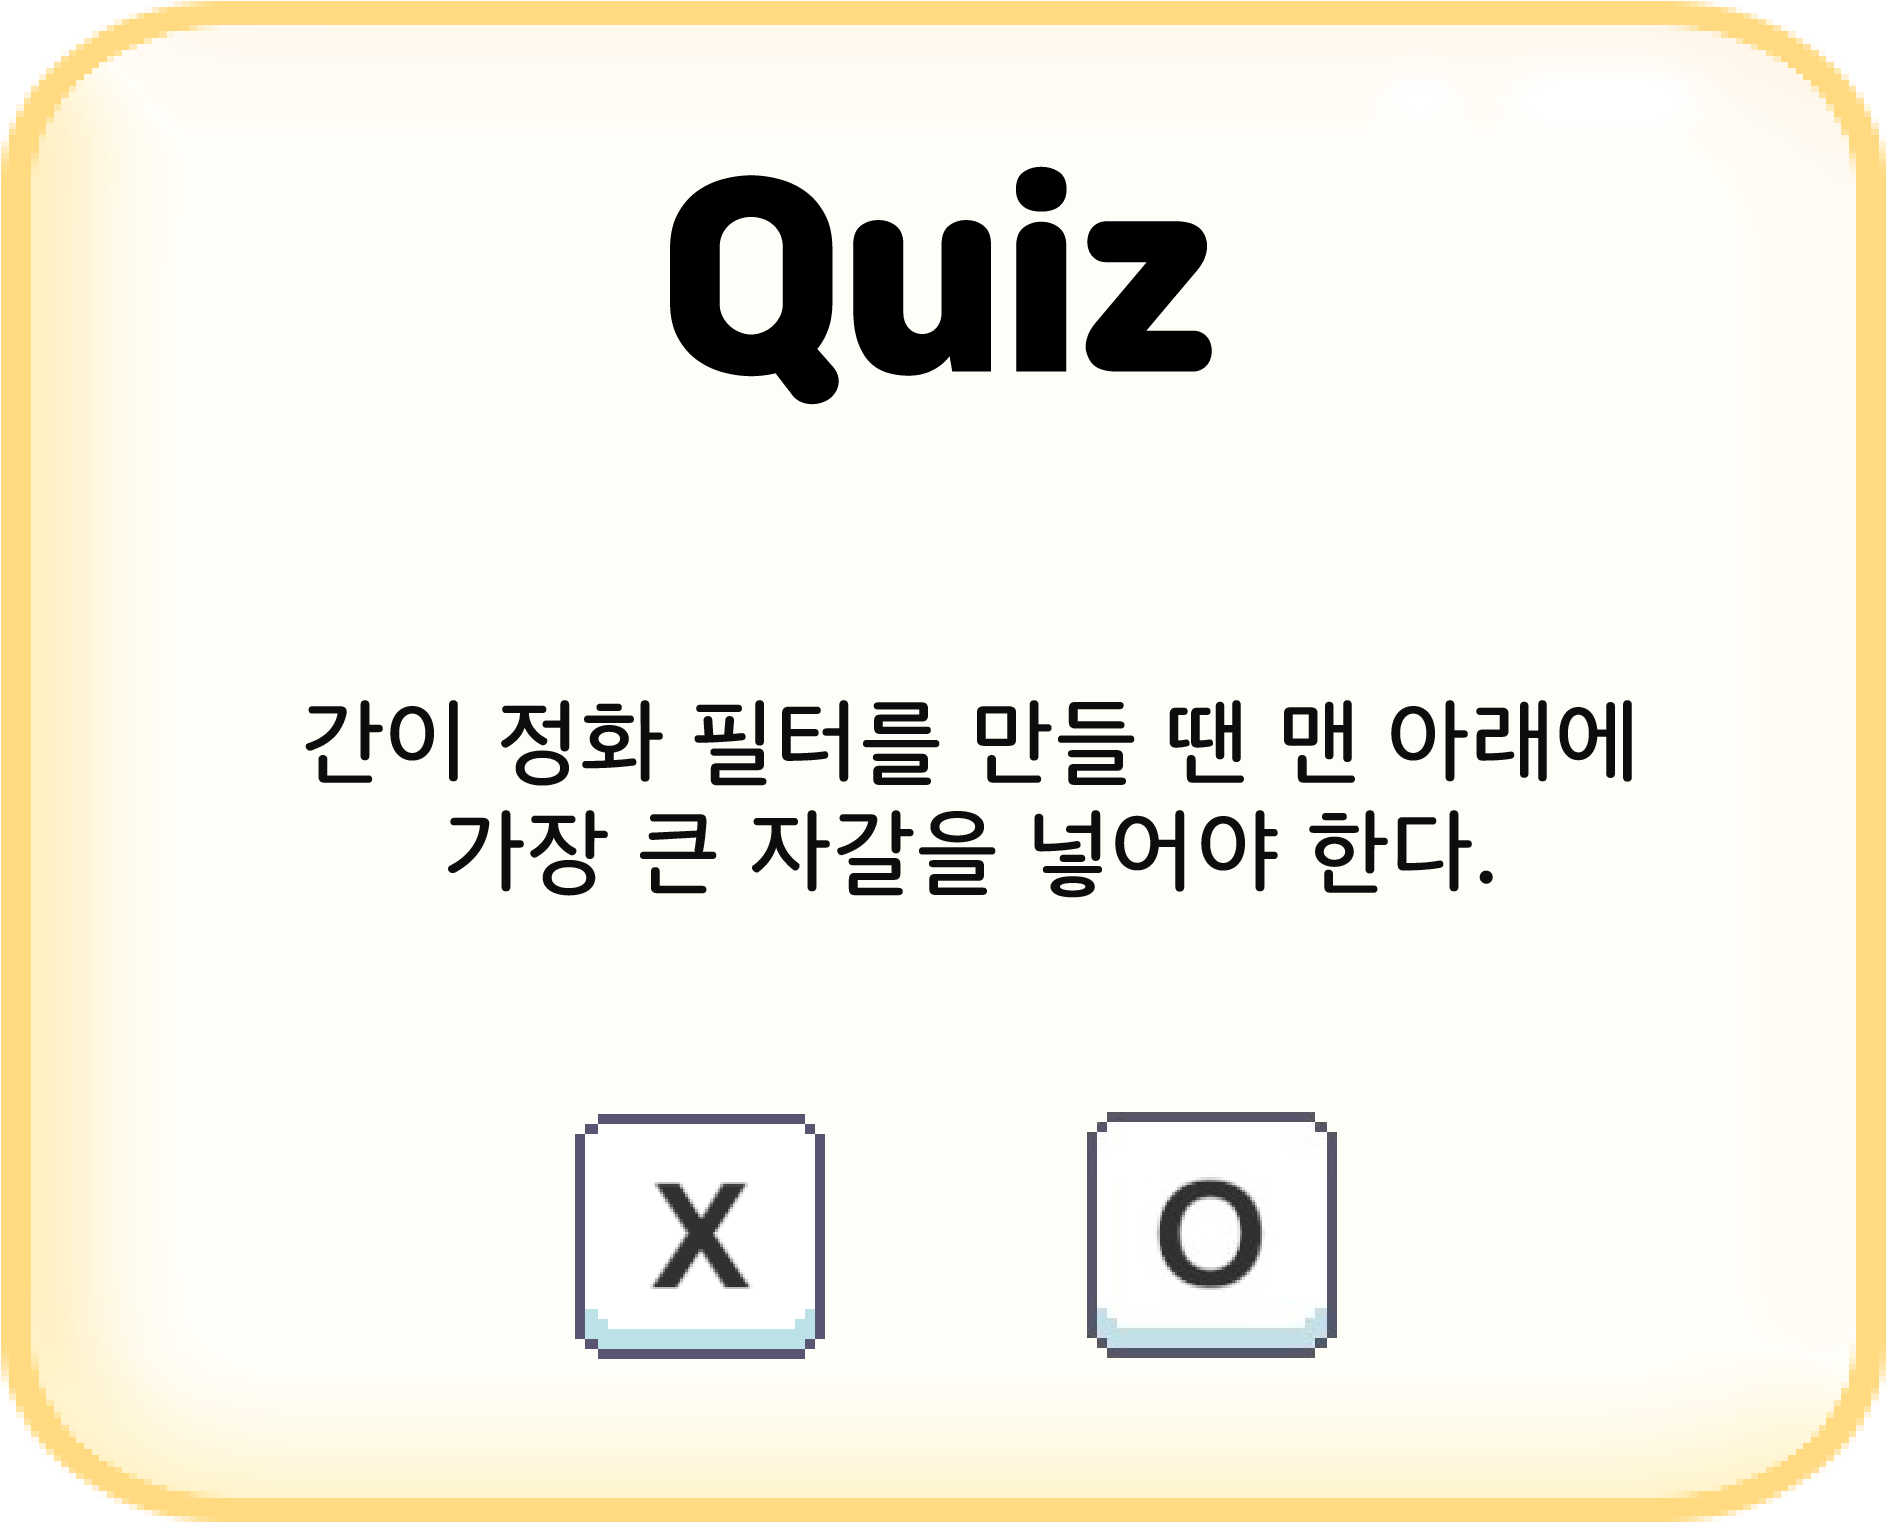 Quiz
간이 정화 필터를 만들 땐 맨 아래에
가장 큰 자갈을 넣어야 한다.
X O